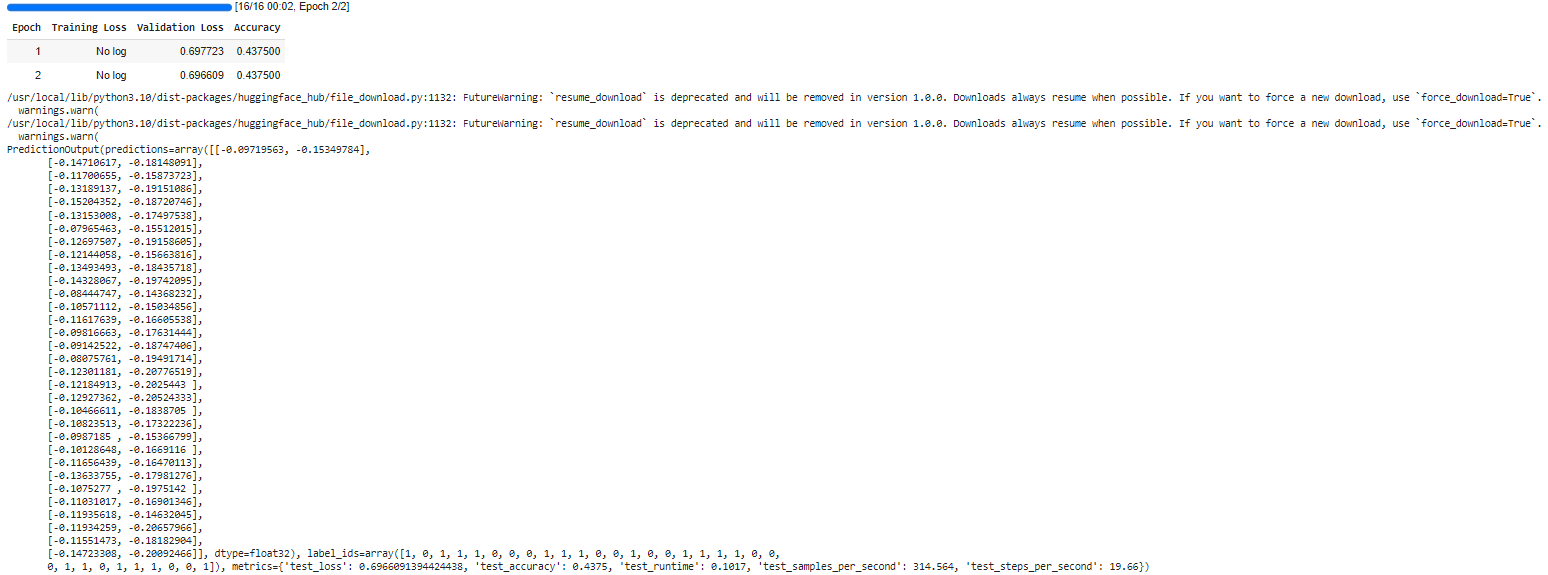 [16/16 00:02, Epoch 2/2]
Epoch Training Loss Validation Loss Accuracy
1 No log 0.697723 0.437500
2 No log 0.696609 0.437500
/usr/local/lib/python3.10/dist-packages/huggingface_hub/file_download.py:1132: FutureWarning: `resume_download` is deprecated and will be removed in version 1.0.0. Downloads always resume when possible. If you want to force a new download, use `force_download=True`.
warnings.warn(
/usr/local/lib/python3.10/dist-packages/huggingface_hub/file_download.py:1132: FutureWarning: `resume_download` is deprecated and will be removed in version 1.0.0. Downloads always resume when possible. If you want to force a new download, use `force_download=True`.
warnings.warn(
PredictionOutput(predictions=array([[-0.09719563, -0.15349784],
[-0.14710617, -0.18148091],
[-0.11700655, -0.15873723],
[-0.13189137, -0.19151086],
[-0.15204352, -0.18720746],
[-0.13153008, -0.17497538],
[-0.07965463, -0.15512015],
[-0.12697507, -0.19158605],
[-0.12144058, -0.15663816],
[-0.13493493, -0.18435718],
[-0.14328067, -0.19742095],
[-0.08444747, -0.14368232],
[-0.10571112, -0.15034856],
[-0.11617639, -0.16605538],
[-0.09816663, -0.17631444],
[-0.09142522, -0.18747406],
[-0.08075761, -0.19491714],
[-0.12301181, -0.20776519],
[-0.12184913, -0.2025443 ],
[-0.12927362, -0.20524333],
[-0.10466611, -0.1838705 ],
[-0.10823513, -0.17322236],
[-0.0987185 , -0.15366799],
[-0.10128648, -0.1669116 ],
[-0.11656439, -0.16470113],
[-0.13633755, -0.17981276],
[-0.1075277 , -0.1975142 ],
[-0.11031017, -0.16901346],
[-0.11935618, -0.14632045],
[-0.11934259, -0.20657966],
[-0.11551473, -0.18182904],
[-0.14723308, -0.20092466]], dtype=float32), label_ids=array([1, 0, 1, 1, 1, 0, 0, 0, 1, 1, 1, 0, 0, 1, 0, 0, 1, 1, 1, 1, 0, 0,
0, 1, 1, 0, 1, 1, 1, 0, 0, 1]), metrics={'test_loss': 0.6966091394424438, 'test_accuracy': 0.4375, 'test_runtime': 0.1017, 'test_samples_per_second': 314.564, 'test_steps_per_second': 19.66})